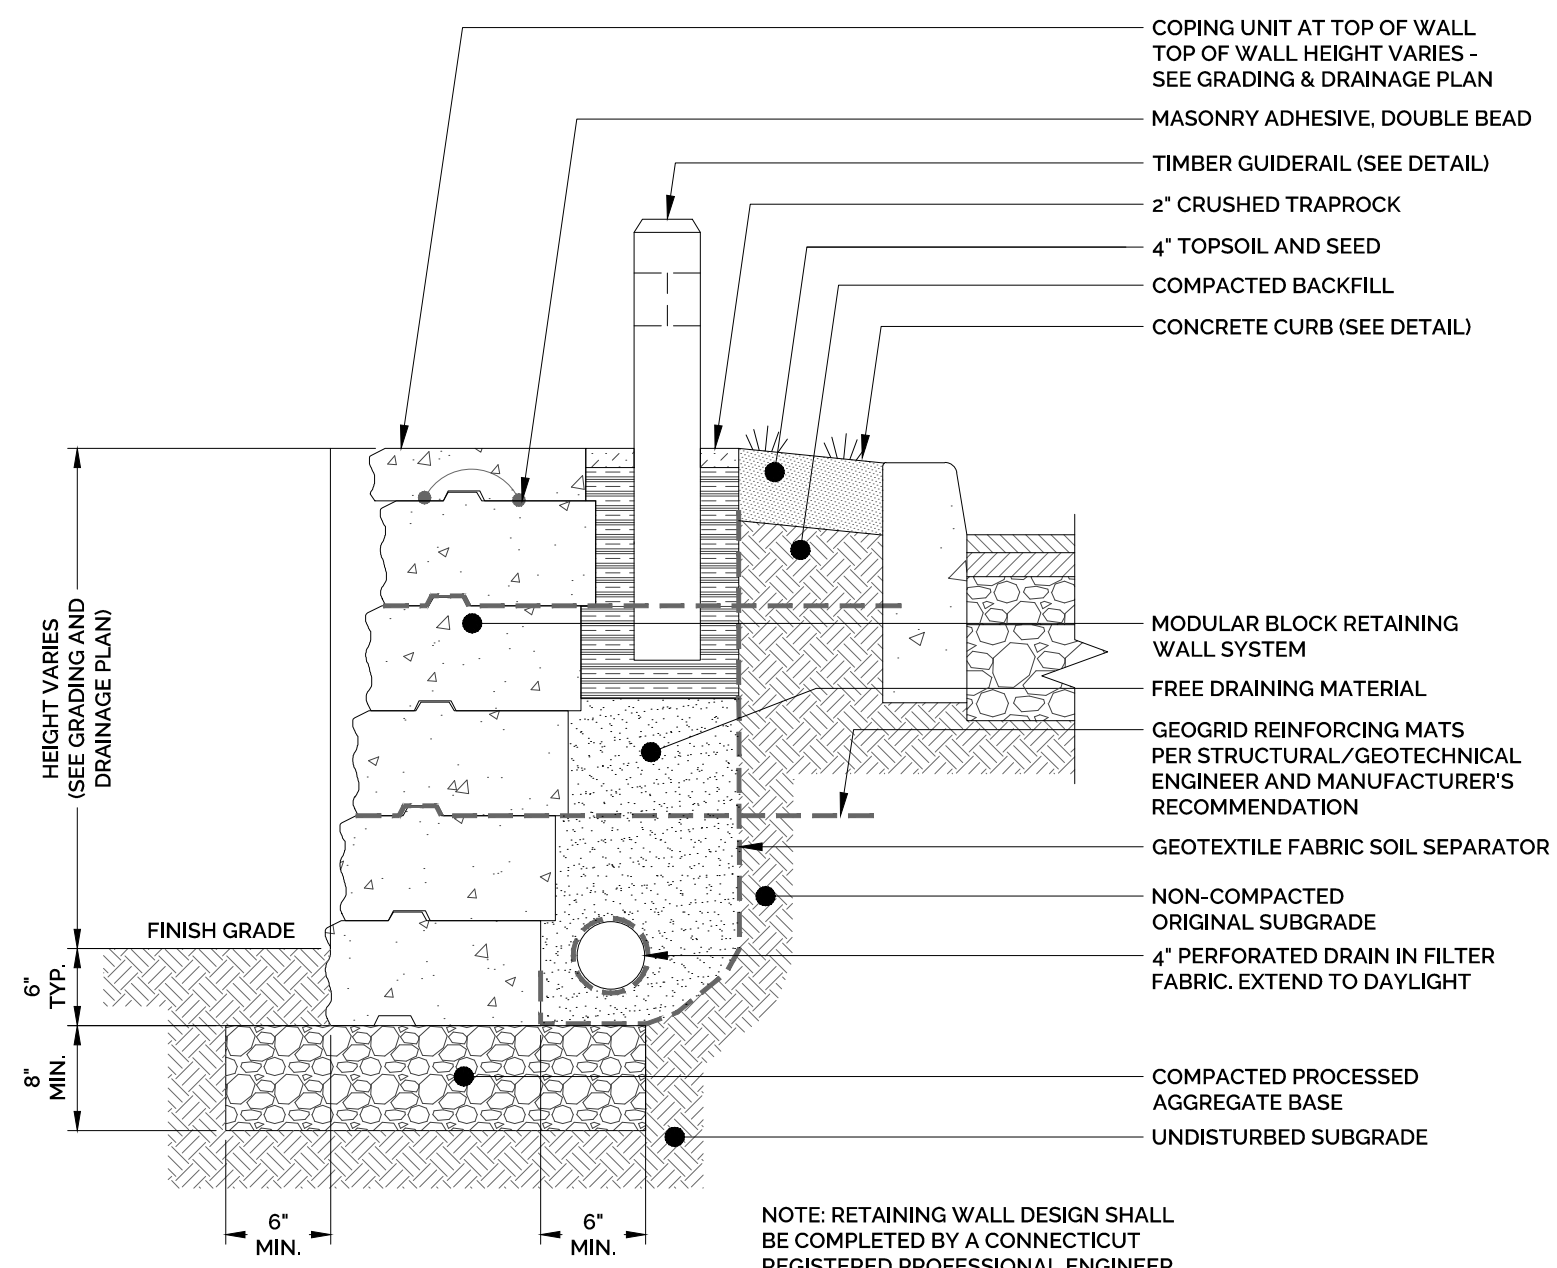 COPING UNIT AT TOP OF WALL
TOP OF WALL HEIGHT VARIES -
SEE GRADING & DRAINAGE PLAN
MASONRY ADHESIVE, DOUBLE BEAD
TIMBER GUIDERAIL (SEE DETAIL)
2" CRUSHED TRAPROCK
4" TOPSOIL AND SEED
COMPACTED BACKFILL
CONCRETE CURB (SEE DETAIL)
MODULAR BLOCK RETAINING
WALL SYSTEM
FREE DRAINING MATERIAL
GEOGRID REINFORCING MATS
PER STRUCTURAL/GEOTECHNICAL
ENGINEER AND MANUFACTURER'S
RECOMMENDATION
GEOTEXTILE FABRIC SOIL SEPARATOR
NON-COMPACTED
ORIGINAL SUBGRADE
4" PERFORATED DRAIN IN FILTER
FABRIC. EXTEND TO DAYLIGHT
COMPACTED PROCESSED
AGGREGATE BASE
UNDISTURBED SUBGRADE
HEIGHT VARIES
(SEE GRADING AND
DRAINAGE PLAN)
FINISH GRADE
6"
TYP.
8"
MIN.
6"
MIN.
6"
MIN.
NOTE: RETAINING WALL DESIGN SHALL
BE COMPLETED BY A CONNECTICUT
REGISTERED PROFESSIONAL ENGINEER